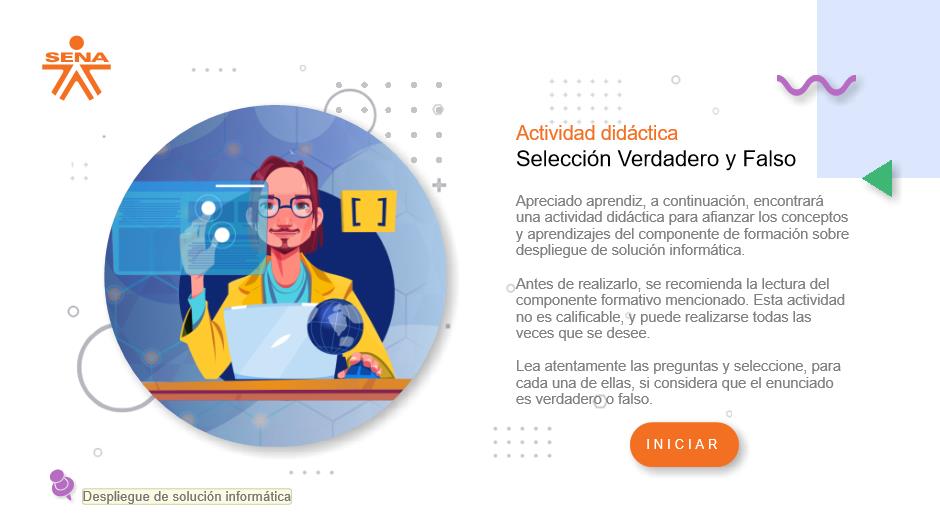 SENA
Actividad didáctica
Selección Verdadero y Falso
Apreciado aprendiz, a continuación, encontrará
una actividad didáctica para afianzar los conceptos
y aprendizajes del componente de formación sobre
despliegue de solución informática.
Antes de realizarlo, se recomienda la lectura del
componente formativo mencionado. Esta actividad
no es calificable, y puede realizarse todas las
veces que se desee.
Lea atentamente las preguntas y seleccione, para
cada una de ellas, si considera que el enunciado
es verdadero o falso.
INICIAR
Despliegue de solución informática